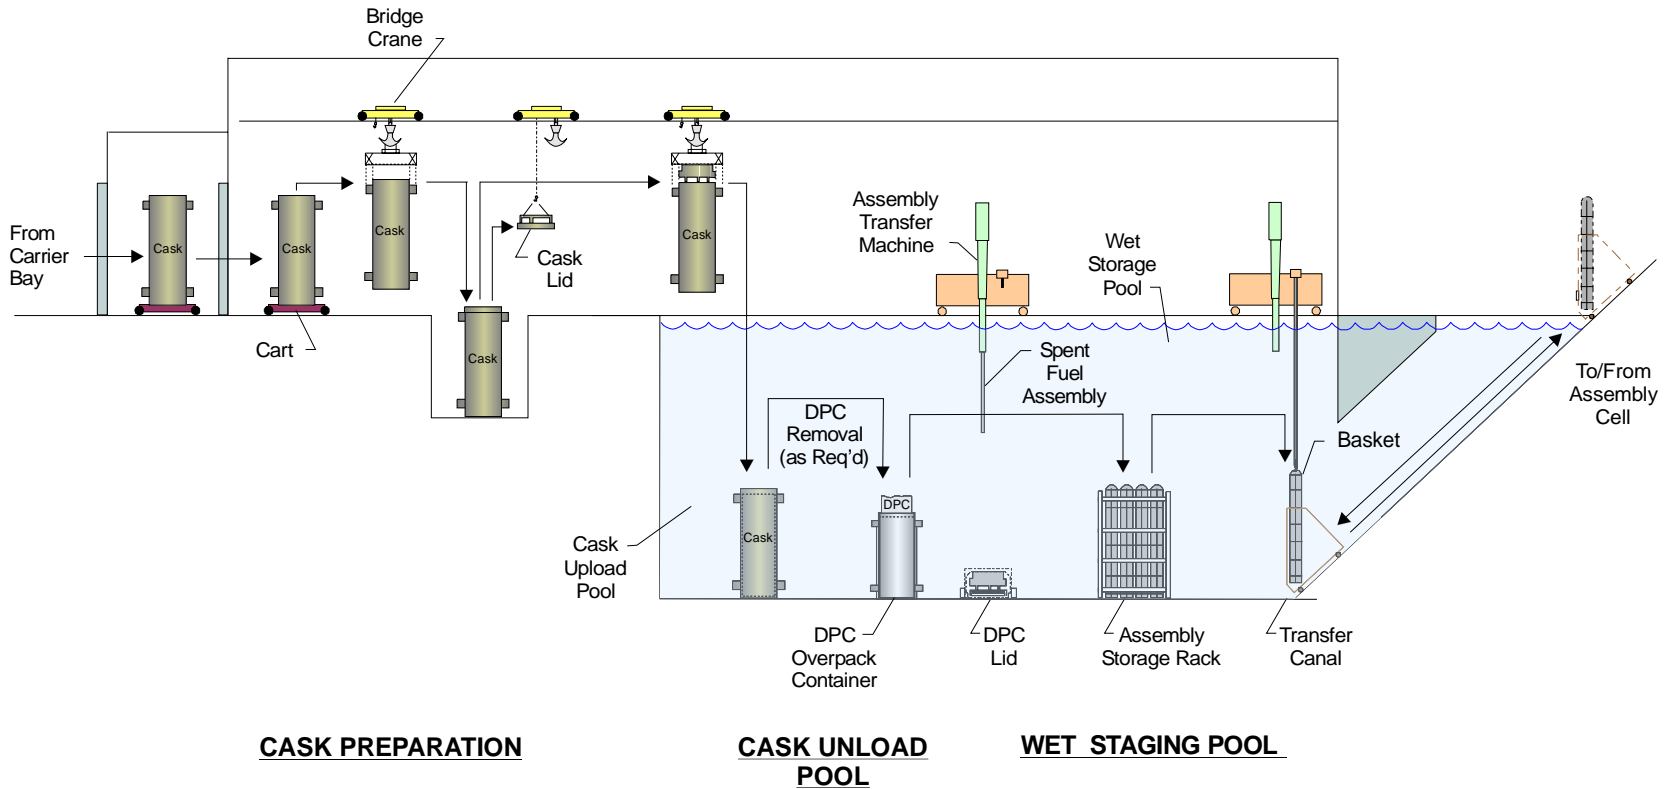 Bridge
Crane
From
Carrier
Bay
Cask
Cask
Cask
Cask
Cask
Cask
Lid
Cart
Assembly
Transfer
Machine
Wet
Storage
Pool
Spent
Fuel
Assembly
To/From
Assembly
Cell
DPC
Removal
(as Req'd)
Basket
Cask
DPC
Cask
Upload
Pool
DPC
Overpack
Container
DPC
Lid
Assembly
Storage Rack
Transfer
Canal
CASK PREPARATION
CASK UNLOAD
POOL
WET STAGING POOL